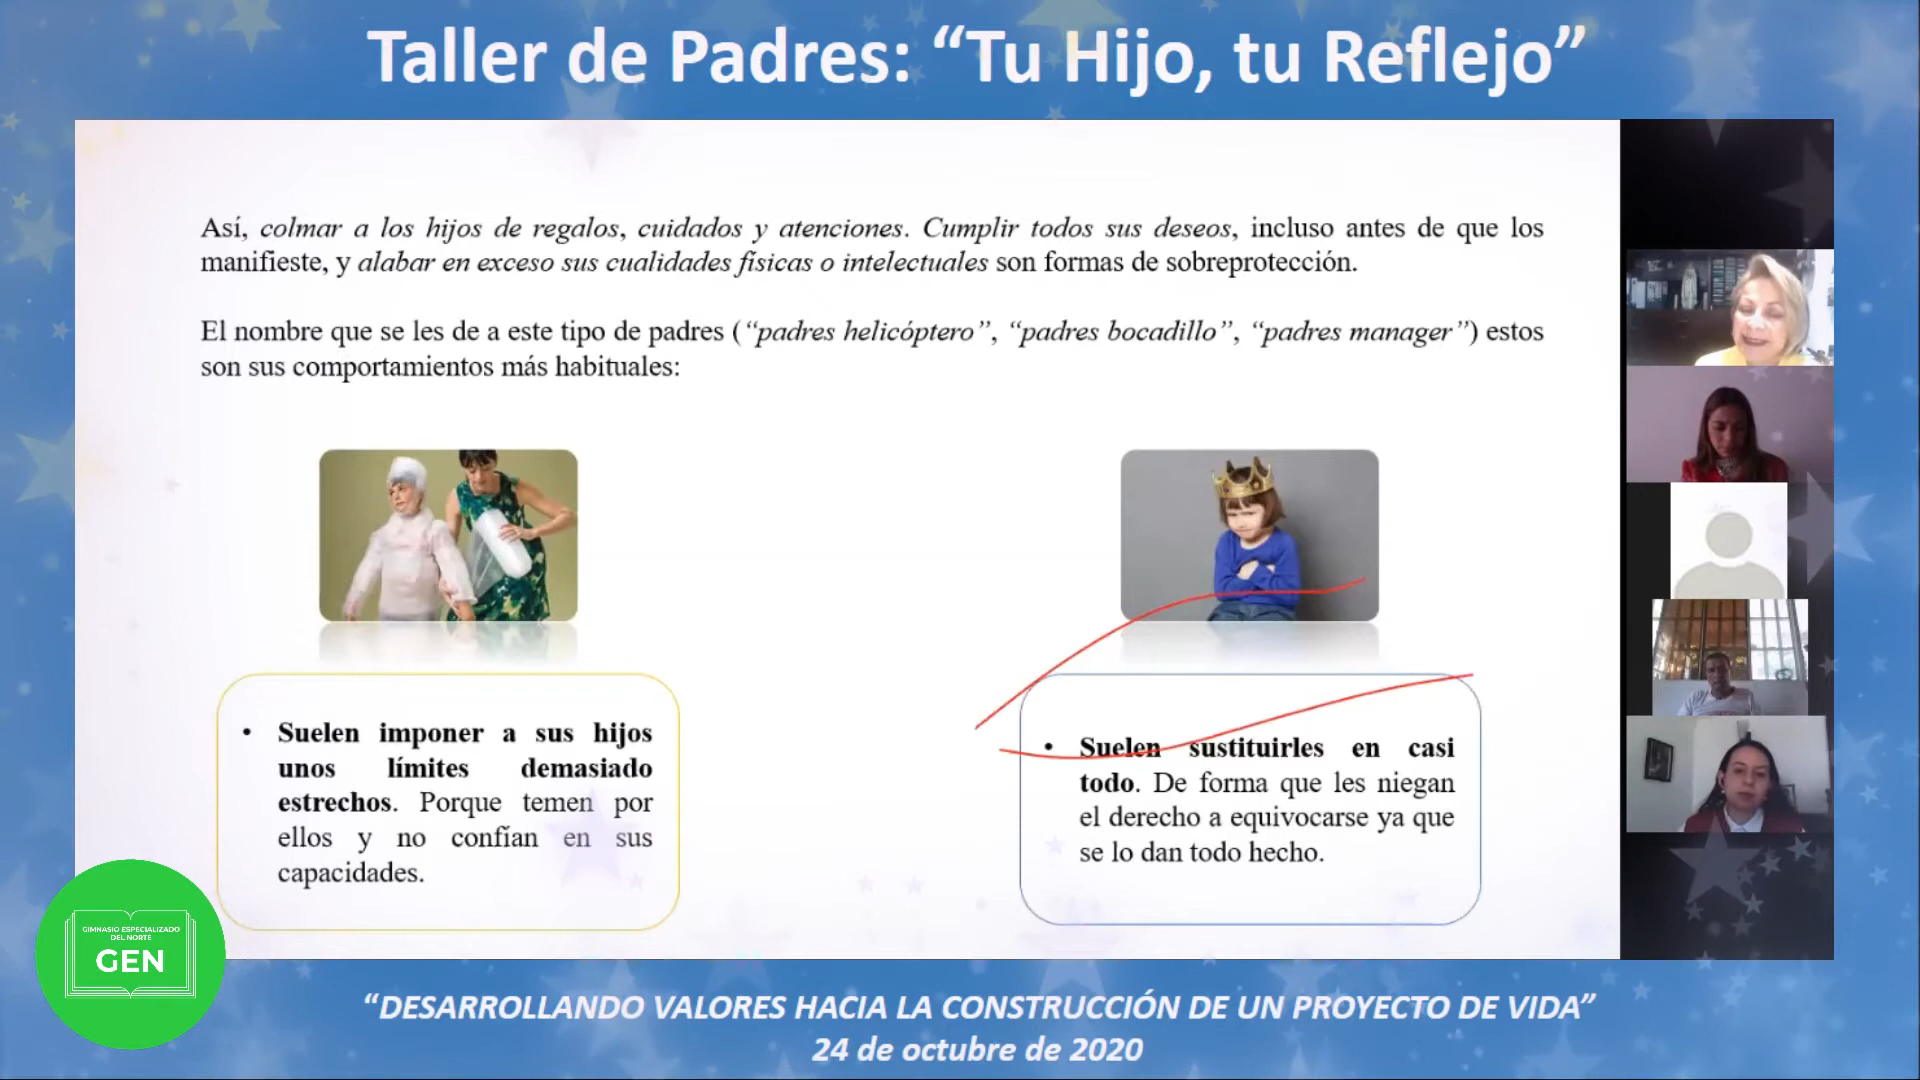 Taller de Padres: “Tu Hijo, tu Reflejo”
Así, colmar a los hijos de regalos, cuidados y atenciones. Cumplir todos sus deseos, incluso antes de que los
manifieste, y alabar en exceso sus cualidades físicas o intelectuales son formas de sobreprotección.
El nombre que se les de a este tipo de padres (“padres helicóptero”, “padres bocadillo”, “padres manager”) estos
son sus comportamientos más habituales:
• Suelen imponer a sus hijos
unos límites demasiado
estrechos. Porque temen por
ellos y no confían en sus
capacidades.
• Suelen sustituirles en casi
todo. De forma que les niegan
el derecho a equivocarse ya que
se lo dan todo hecho.
GIMNASIO ESPECIALIZADO
DEL NORTE
GEN
“DESARROLLANDO VALORES HACIA LA CONSTRUCCIÓN DE UN PROYECTO DE VIDA”
24 de octubre de 2020